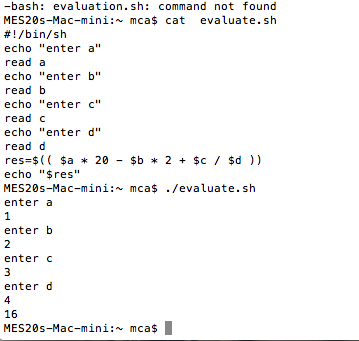 -bash: evaluation.sh: command not found
MES20s-Mac-mini:~ mca$ cat  evaluate.sh
#!/bin/sh
echo "enter a"
read a
echo "enter b"
read b
echo "enter c"
read c
echo "enter d"
read d
res=$(( $a * 20 - $b * 2 + $c / $d ))
echo "$res"
MES20s-Mac-mini:~ mca$ ./evaluate.sh
enter a
1
enter b
2
enter c
3
enter d
4
16
MES20s-Mac-mini:~ mca$